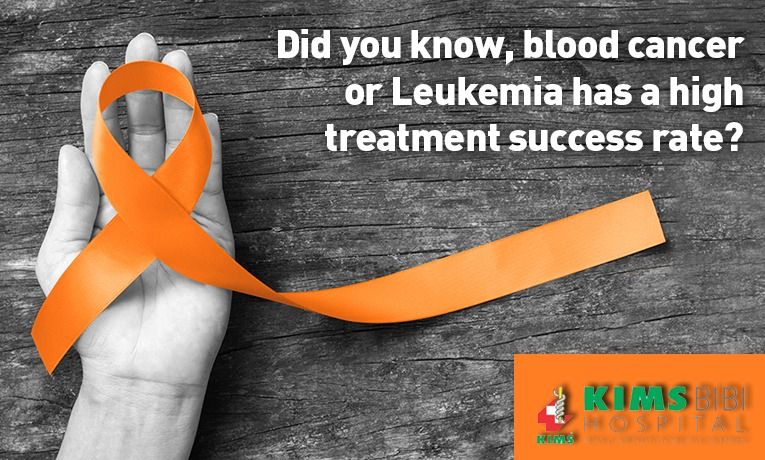 Did you know, blood cancer
or Leukemia has a high
treatment success rate?
KIMS BIBI
HOSPITAL
KIMS